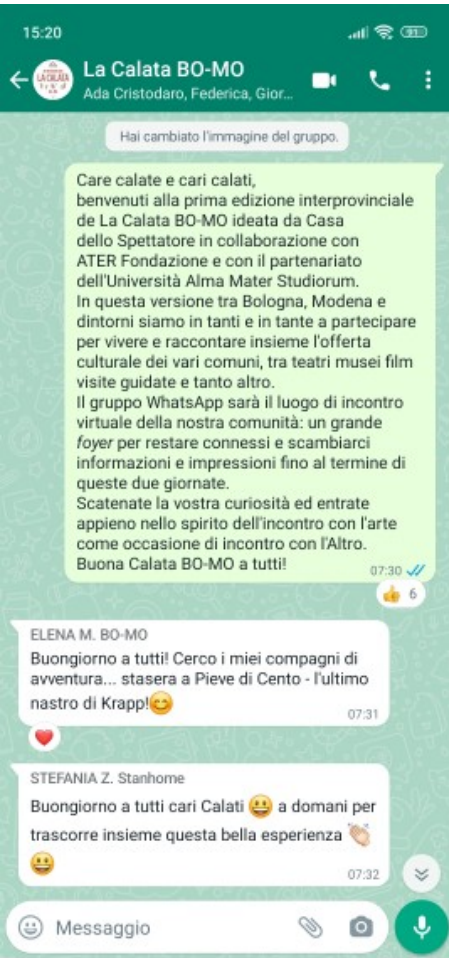 15:20
La Calata BO-MO
Ada Cristodaro, Federica, Gior...
Hai cambiato l'immagine del gruppo.
Care calate e cari calati,
benvenuti alla prima edizione interprovinciale
de La Calata BO-MO ideata da Casa
dello Spettatore in collaborazione con
ATER Fondazione e con il partenariato
dell'Università Alma Mater Studiorum.
In questa versione tra Bologna, Modena e
dintorni siamo in tanti e in tante a partecipare
per vivere e raccontare insieme l'offerta
culturale dei vari comuni, tra teatri musei film
visite guidate e tanto altro.
Il gruppo WhatsApp sarà il luogo di incontro
virtuale della nostra comunità: un grande
foyer per restare connessi e scambiarci
informazioni e impressioni fino al termine di
queste due giornate.
Scatenate la vostra curiosità ed entrate
appieno nello spirito dell'incontro con l'arte
come occasione di incontro con l'Altro.
Buona Calata BO-MO a tutti!
07:30
👍 6
ELENA M. BO-MO
Buongiorno a tutti! Cerco i miei compagni di
avventura... stasera a Pieve di Cento - l'ultimo
nastro di Krapp!😊
07:31
❤️
STEFANIA Z. Stanhome
Buongiorno a tutti cari Calati 😃 a domani per
trascorre insieme questa bella esperienza 👏🏻
😃
07:32
Messaggio